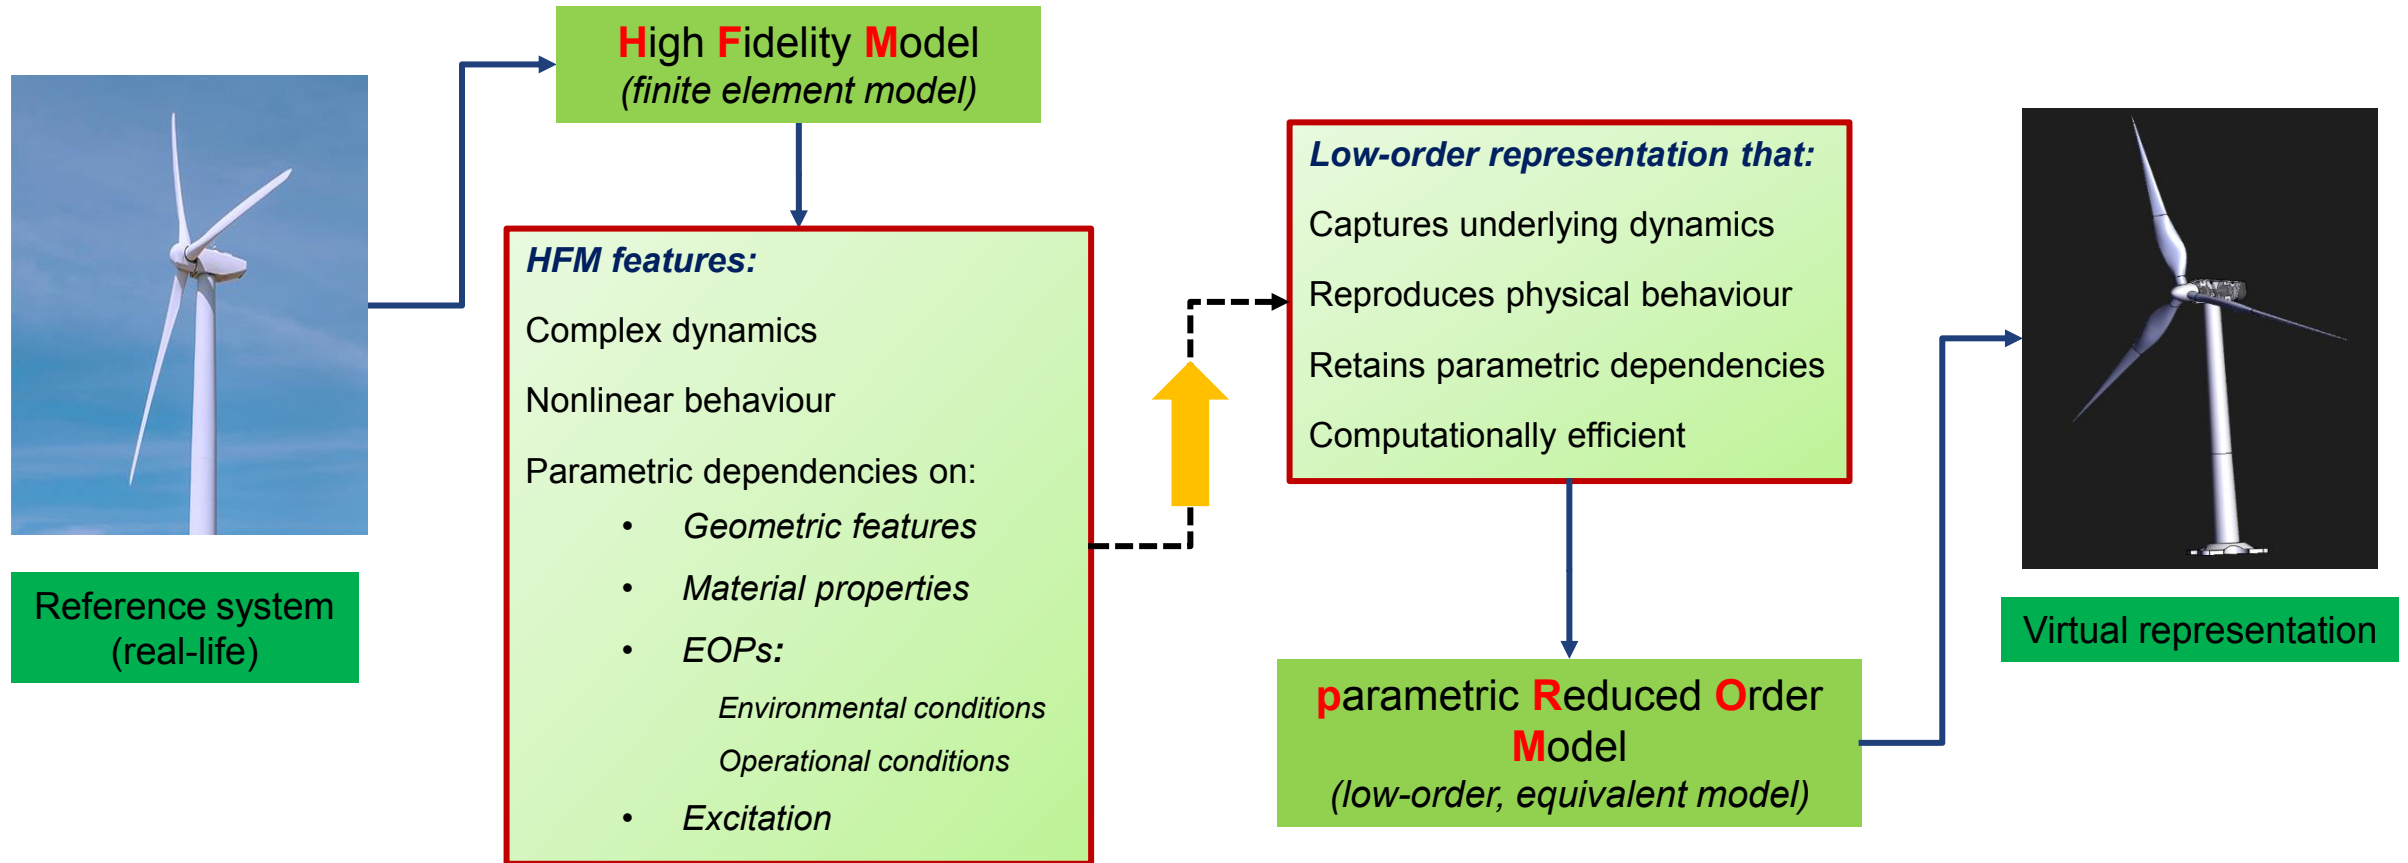 High Fidelity Model
(finite element model)
Reference system
(real-life)
HFM features:
Complex dynamics
Nonlinear behaviour
Parametric dependencies on:
• Geometric features
• Material properties
• EOPs:
Environmental conditions
Operational conditions
• Excitation
Low-order representation that:
Captures underlying dynamics
Reproduces physical behaviour
Retains parametric dependencies
Computationally efficient
parametric Reduced Order
Model
(low-order, equivalent model)
Virtual representation